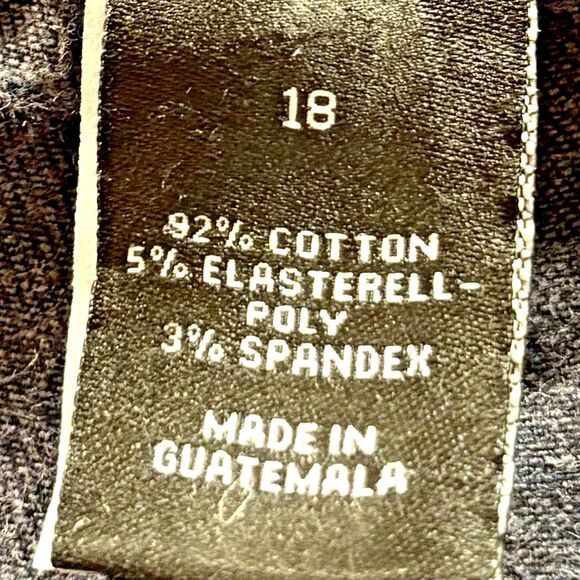 18
92% COTTON
5% ELASTERELL-
POLY
3% SPANDEX
MADE IN
GUATEMALA